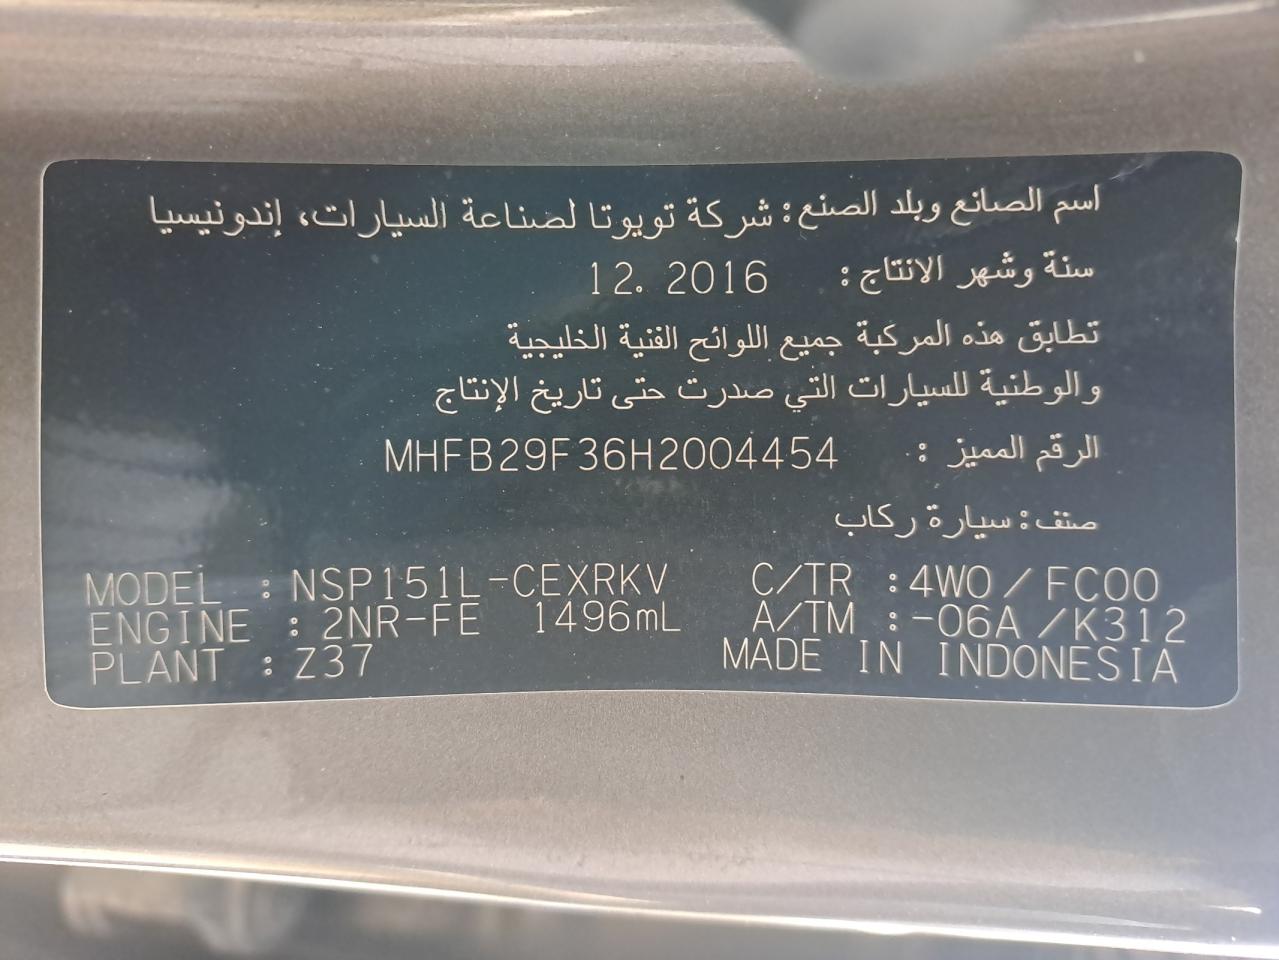 اسم الصانع وبلد الصنع: شركة تويوتا لصناعة السيارات، إندونيسيا
سنة وشهر الانتاج: 12. 2016
تطابق هذه المركبة جميع اللوائح الفنية الخليجية
والوطنية للسيارات التي صدرت حتى تاريخ الإنتاج
الرقم المميز : MHFB29F36H2004454
صنف: سيارة ركاب
MODEL : NSP151L-CEXRKV C/TR : 4W0 / FC00
ENGINE : 2NR-FE 1496mL A/TM : -06A / K312
PLANT : Z37 MADE IN INDONESIA